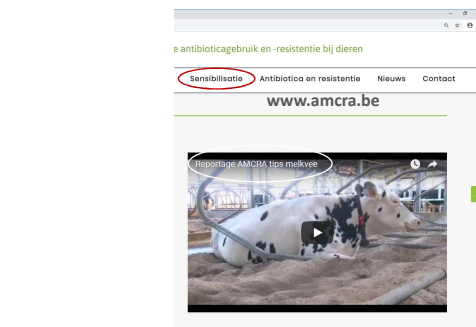 e antibioticagebruik en -resistentie bij dieren
Sensibilisatie Antibiotica en resistentie Nieuws Contact
www.amcra.be
Reportage AMCRA tips melkvee